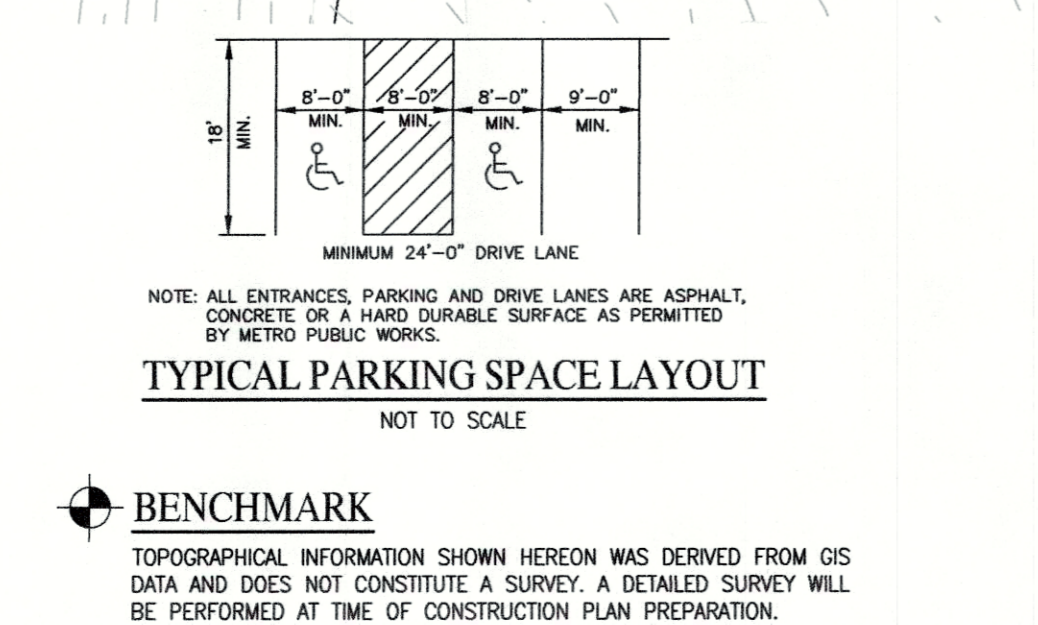 8'-0" 8'-0" 8'-0" 9'-0"
MIN. MIN. MIN. MIN.
18'
MIN.
MINIMUM 24'-0" DRIVE LANE
NOTE: ALL ENTRANCES, PARKING AND DRIVE LANES ARE ASPHALT,
CONCRETE OR A HARD DURABLE SURFACE AS PERMITTED
BY METRO PUBLIC WORKS.
TYPICAL PARKING SPACE LAYOUT
NOT TO SCALE
BENCHMARK
TOPOGRAPHICAL INFORMATION SHOWN HEREON WAS DERIVED FROM GIS
DATA AND DOES NOT CONSTITUTE A SURVEY. A DETAILED SURVEY WILL
BE PERFORMED AT TIME OF CONSTRUCTION PLAN PREPARATION.